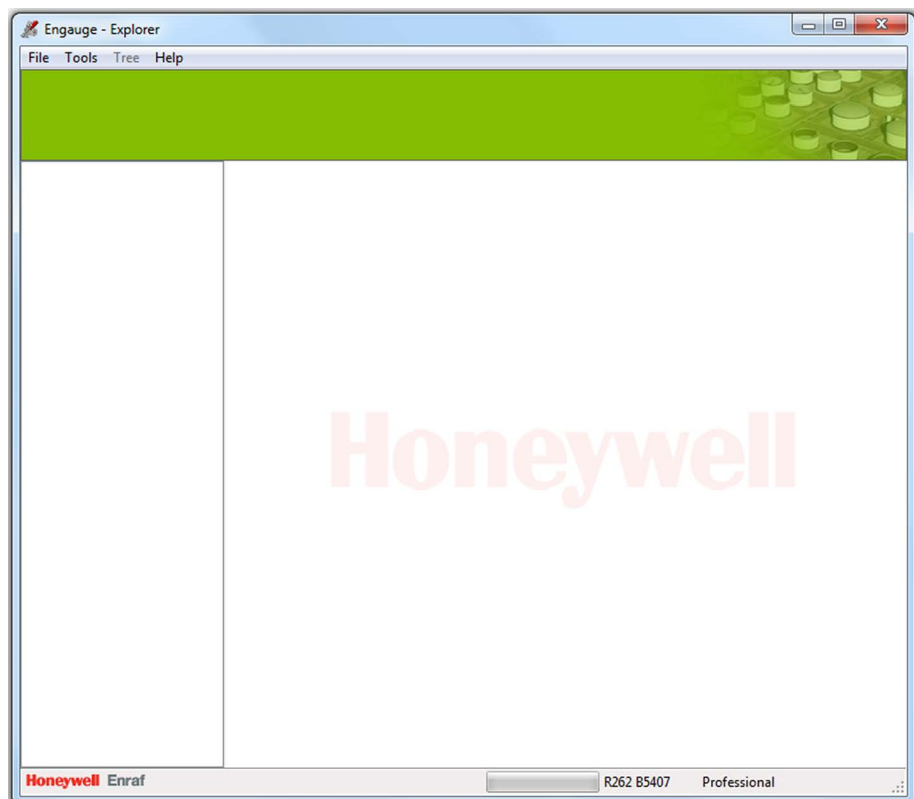 Engauge - Explorer
File Tools Tree Help
Honeywell
Honeywell Enraf R262 B5407 Professional